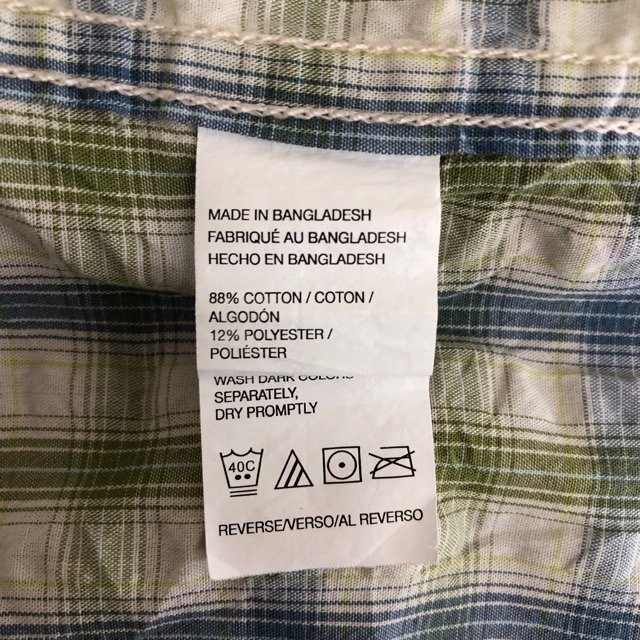 MADE IN BANGLADESH
FABRIQUÉ AU BANGLADESH
HECHO EN BANGLADESH
88% COTTON / COTON /
ALGODÓN
12% POLYESTER /
POLIÉSTER
WASH DARK COLORS
SEPARATELY,
DRY PROMPTLY
40C
REVERSE/VERSO/AL REVERSO